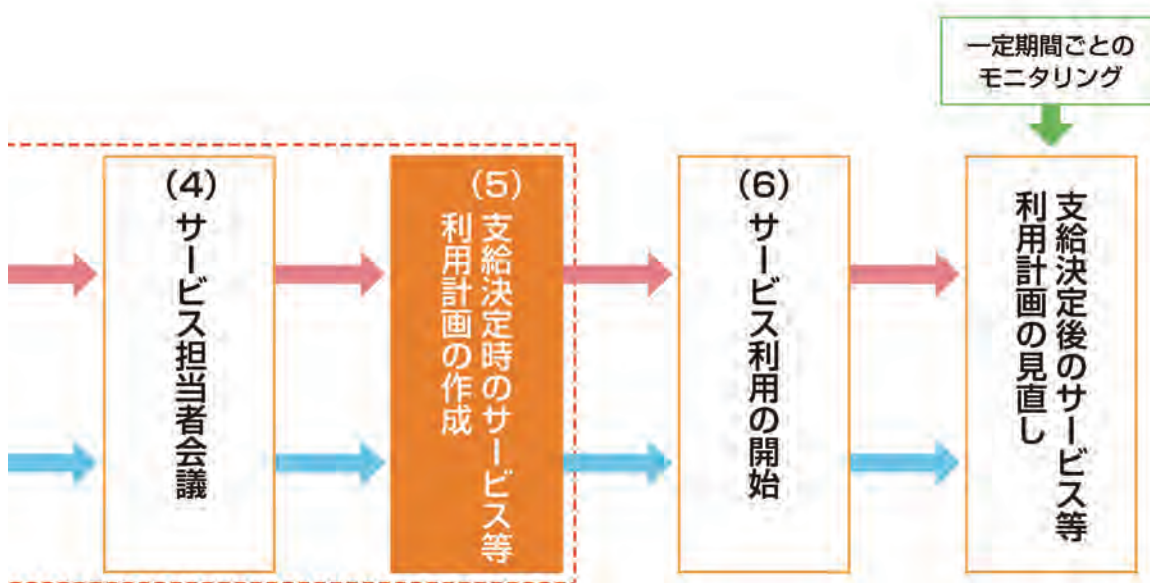 一定期間ごとの
モニタリング
(4) サービス担当者会議
(5) 支給決定時のサービス等
利用計画の作成
(6) サービス利用の開始
支給決定後のサービス等
利用計画の見直し